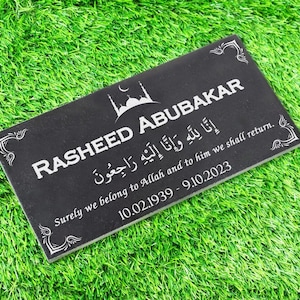 RASHEED ABUBAKAR
إِنَّا لِلَّٰهِ وَإِنَّا إِلَيْهِ رَاجِعُونَ
Surely we belong to Allah and to him we shall return.
10.02.1939 - 9.10.2023